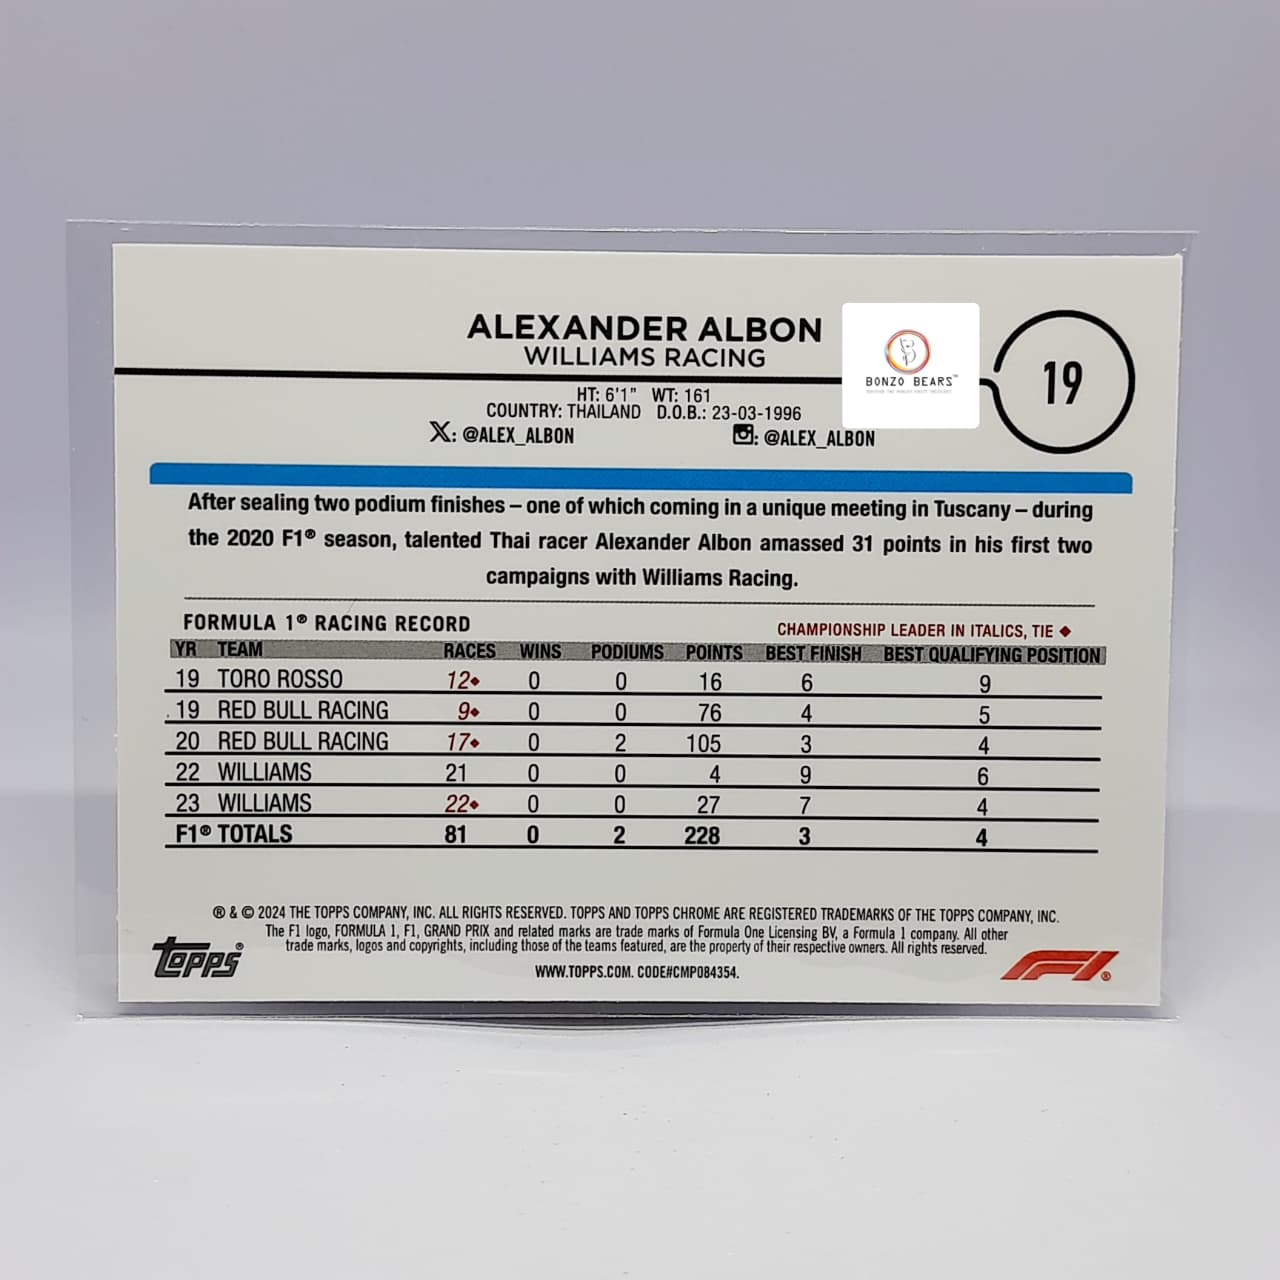 ALEXANDER ALBON
WILLIAMS RACING
BONZO BEARS™
19
HT: 6'1" WT: 161
COUNTRY: THAILAND D.O.B.: 23-03-1996
X: @ALEX_ALBON : @ALEX_ALBON
After sealing two podium finishes – one of which coming in a unique meeting in Tuscany – during
the 2020 F1® season, talented Thai racer Alexander Albon amassed 31 points in his first two
campaigns with Williams Racing.
FORMULA 1® RACING RECORD
CHAMPIONSHIP LEADER IN ITALICS, TIE ♦
YR TEAM RACES WINS PODIUMS POINTS BEST FINISH BEST QUALIFYING POSITION
19 TORO ROSSO 12♦ 0 0 16 6 9
19 RED BULL RACING 9♦ 0 0 76 4 5
20 RED BULL RACING 17♦ 0 2 105 3 4
22 WILLIAMS 21 0 0 4 9 6
23 WILLIAMS 22♦ 0 0 27 7 4
F1® TOTALS 81 0 2 228 3 4
® & © 2024 THE TOPPS COMPANY, INC. ALL RIGHTS RESERVED. TOPPS AND TOPPS CHROME ARE REGISTERED TRADEMARKS OF THE TOPPS COMPANY, INC.
The F1 logo, FORMULA 1, F1, GRAND PRIX and related marks are trade marks of Formula One Licensing BV, a Formula 1 company. All other
trade marks, logos and copyrights, including those of the teams featured, are the property of their respective owners. All rights reserved.
WWW.TOPPS.COM. CODE#CMP084354.
Topps®
F1®